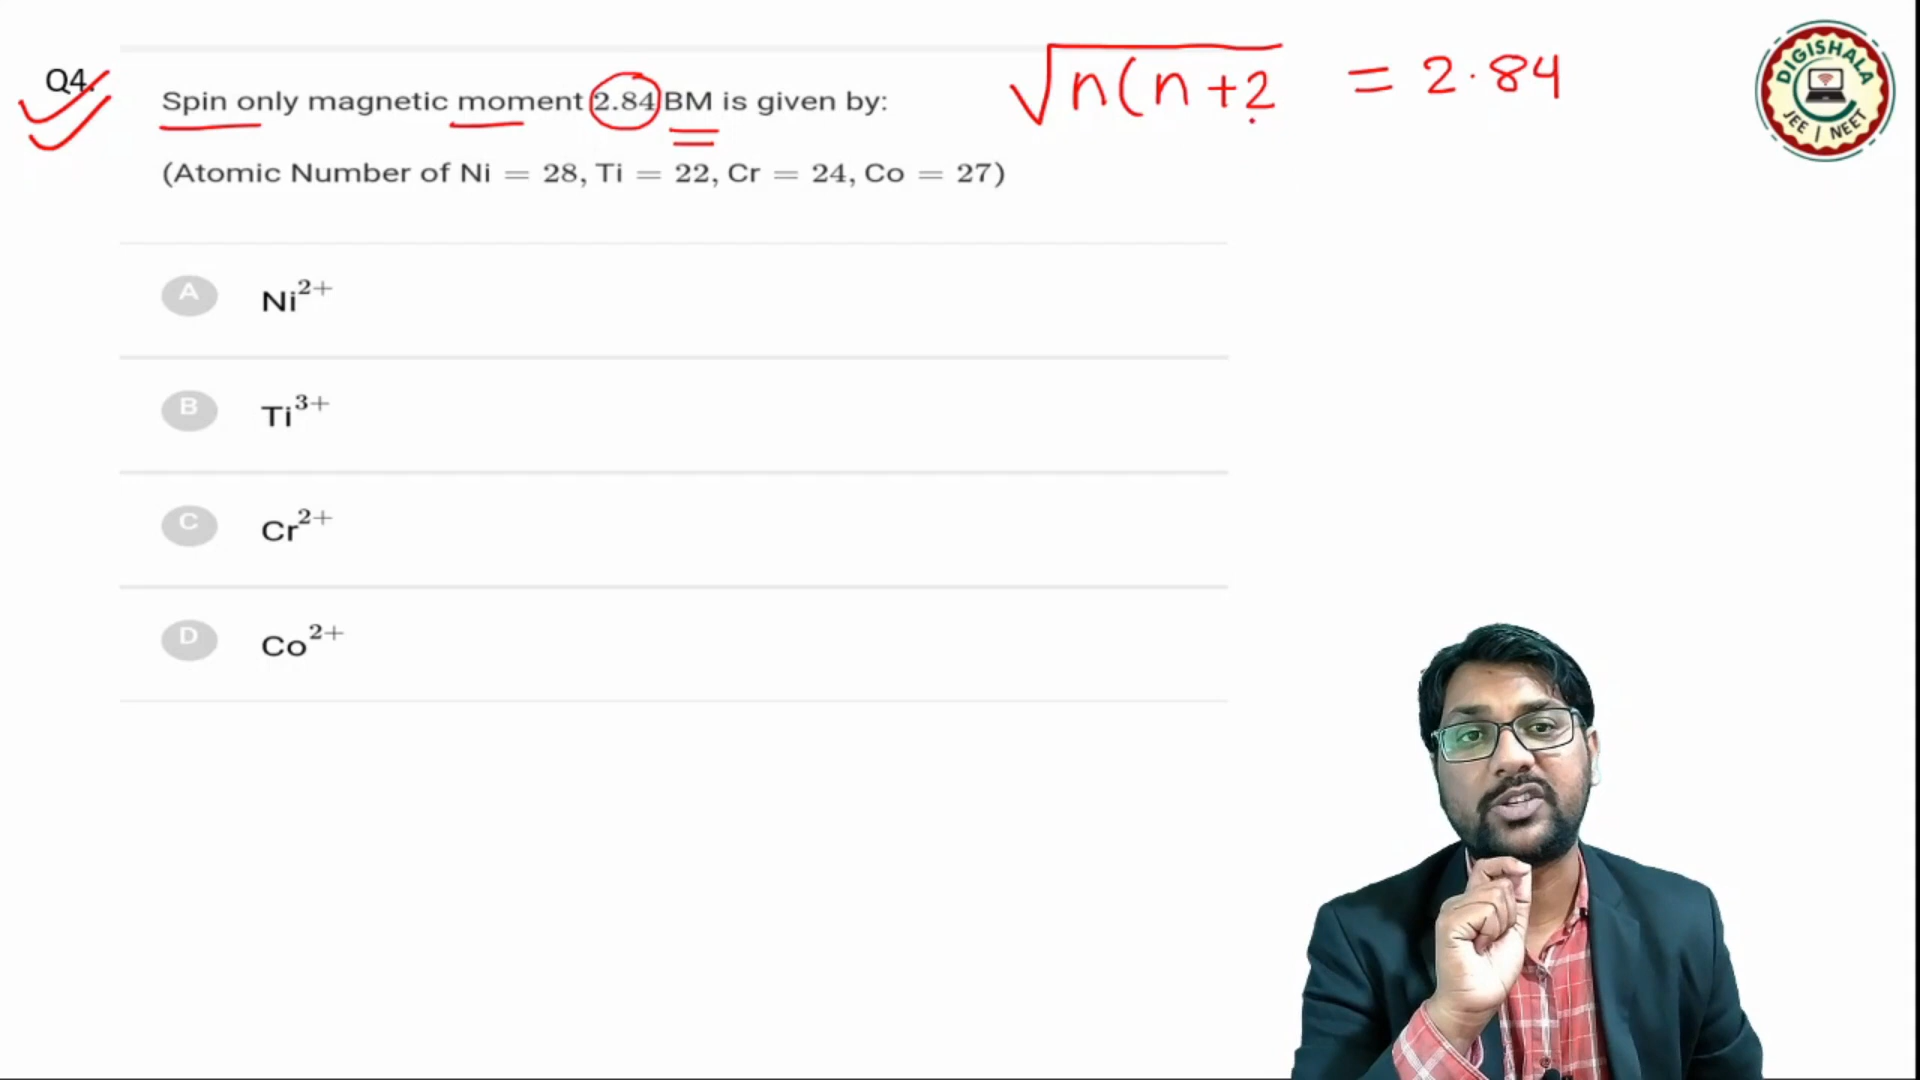 Q4.
Spin only magnetic moment 2.84 BM is given by:
√n(n+2 = 2.84
(Atomic Number of Ni = 28, Ti = 22, Cr = 24, Co = 27)
A Ni²⁺
B Ti³⁺
C Cr²⁺
D Co²⁺
DIGISHALA
JEE | NEET